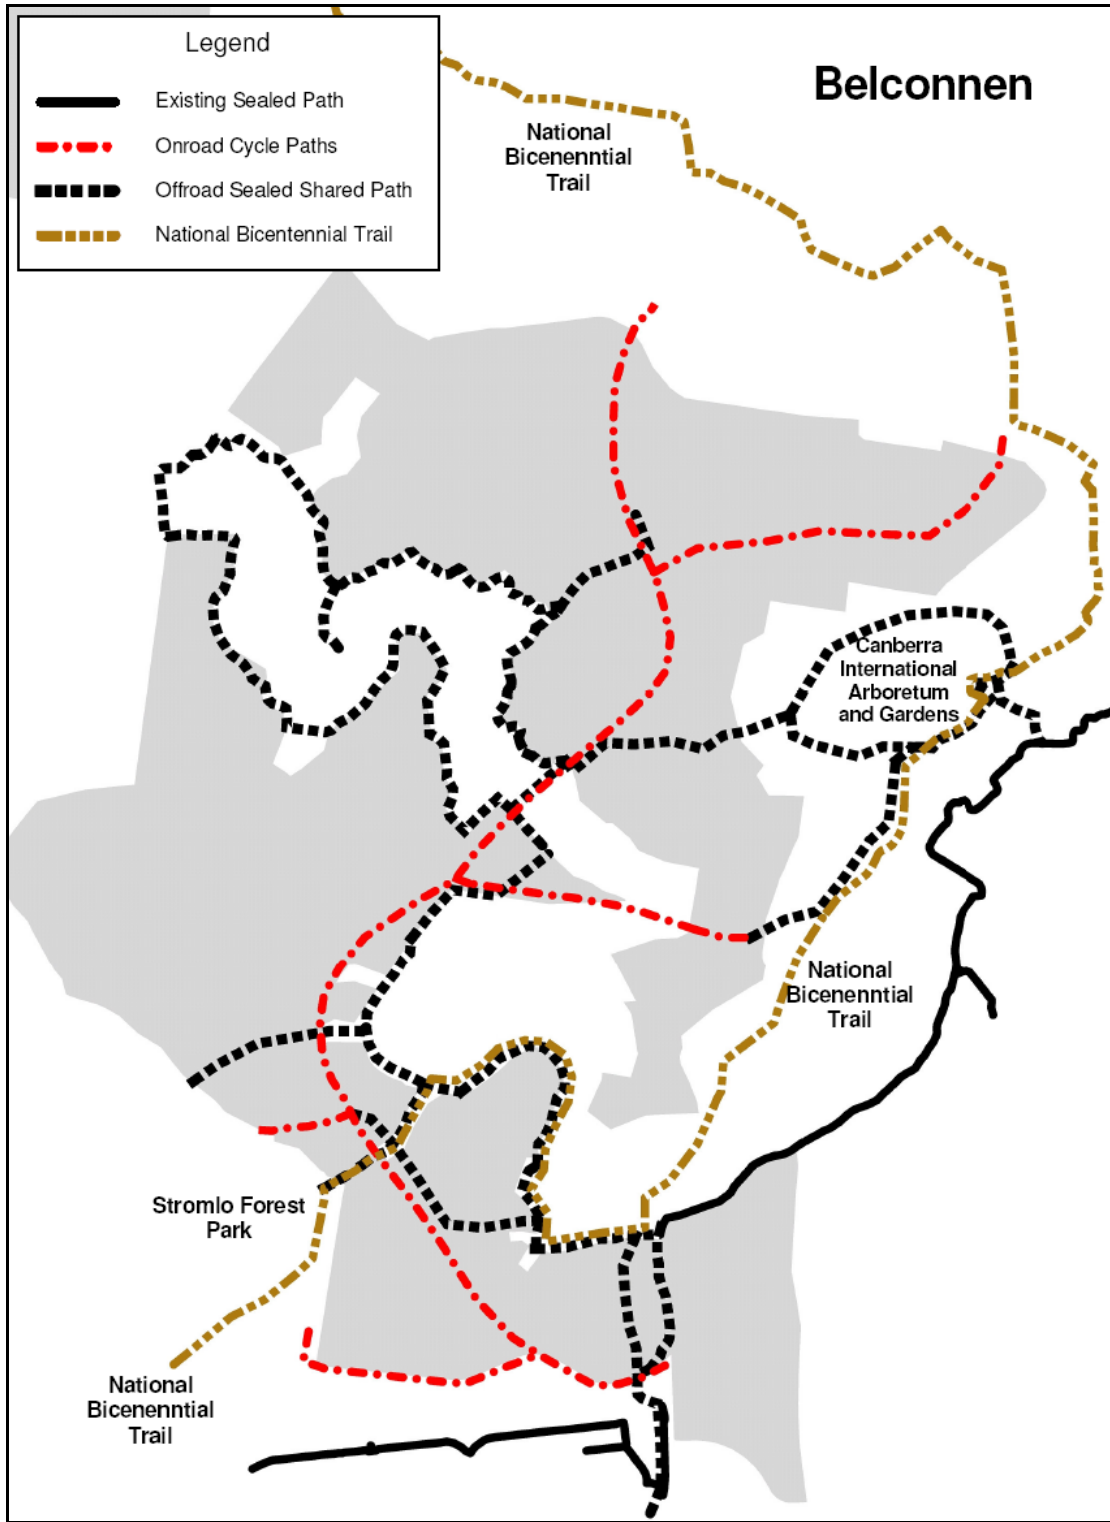 Legend
Existing Sealed Path
Onroad Cycle Paths
Offroad Sealed Shared Path
National Bicentennial Trail
Belconnen
National
Bicenenntial
Trail
Canberra
International
Arboretum
and Gardens
National
Bicenenntial
Trail
Stromlo Forest
Park
National
Bicenenntial
Trail